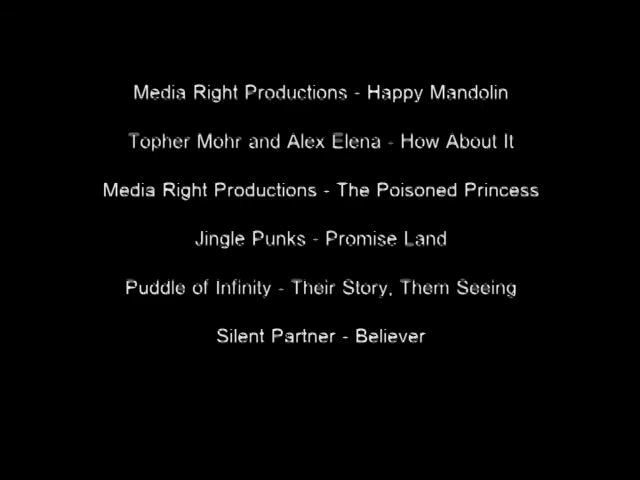 Media Right Productions - Happy Mandolin
Topher Mohr and Alex Elena - How About It
Media Right Productions - The Poisoned Princess
Jingle Punks - Promise Land
Puddle of Infinity - Their Story, Them Seeing
Silent Partner - Believer